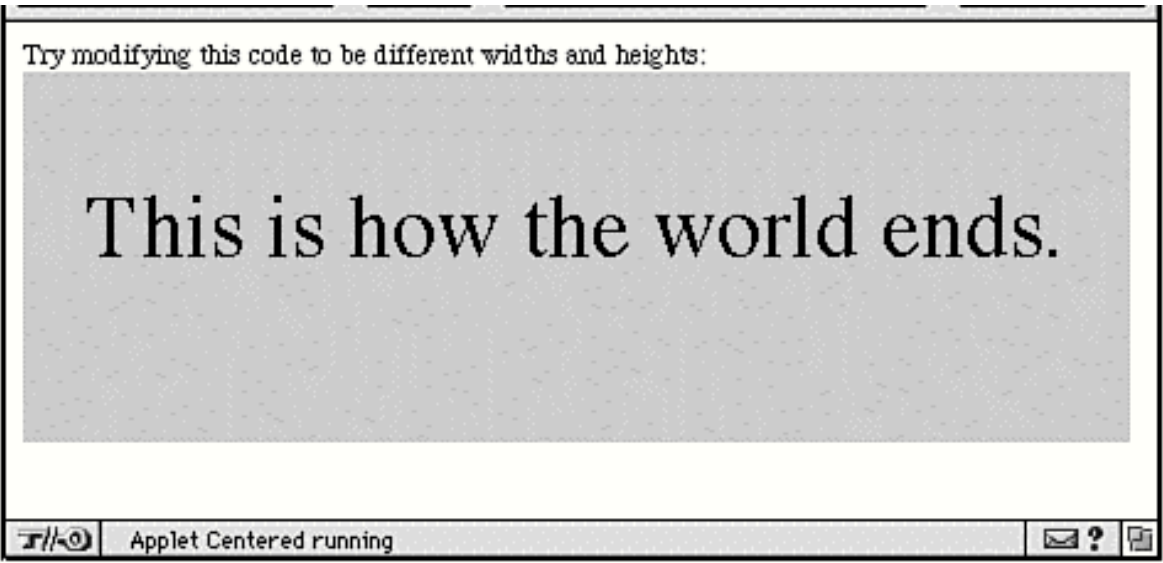 Try modifying this code to be different widths and heights:
This is how the world ends.
Applet Centered running
?